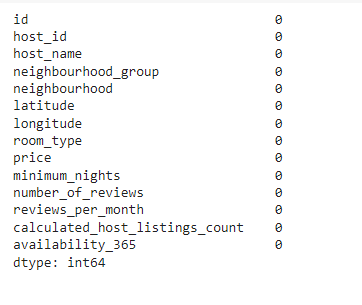 id 0
host_id 0
host_name 0
neighbourhood_group 0
neighbourhood 0
latitude 0
longitude 0
room_type 0
price 0
minimum_nights 0
number_of_reviews 0
reviews_per_month 0
calculated_host_listings_count 0
availability_365 0
dtype: int64